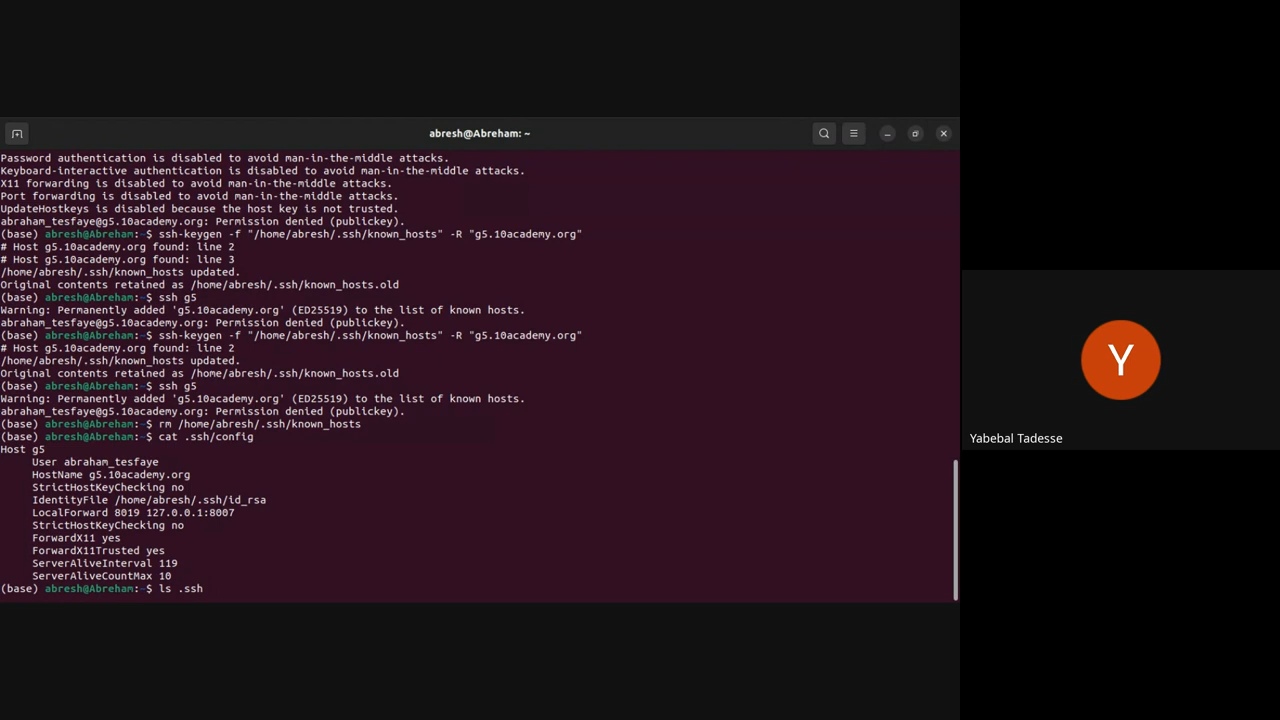 abresh@Abreham: ~
Password authentication is disabled to avoid man-in-the-middle attacks.
Keyboard-interactive authentication is disabled to avoid man-in-the-middle attacks.
X11 forwarding is disabled to avoid man-in-the-middle attacks.
Port forwarding is disabled to avoid man-in-the-middle attacks.
UpdateHostkeys is disabled because the host key is not trusted.
abraham_tesfaye@g5.10academy.org: Permission denied (publickey).
(base) abresh@Abreham:~$ ssh-keygen -f "/home/abresh/.ssh/known_hosts" -R "g5.10academy.org"
# Host g5.10academy.org found: line 2
# Host g5.10academy.org found: line 3
/home/abresh/.ssh/known_hosts updated.
Original contents retained as /home/abresh/.ssh/known_hosts.old
(base) abresh@Abreham:~$ ssh g5
Warning: Permanently added 'g5.10academy.org' (ED25519) to the list of known hosts.
abraham_tesfaye@g5.10academy.org: Permission denied (publickey).
(base) abresh@Abreham:~$ ssh-keygen -f "/home/abresh/.ssh/known_hosts" -R "g5.10academy.org"
# Host g5.10academy.org found: line 2
/home/abresh/.ssh/known_hosts updated.
Original contents retained as /home/abresh/.ssh/known_hosts.old
(base) abresh@Abreham:~$ ssh g5
Warning: Permanently added 'g5.10academy.org' (ED25519) to the list of known hosts.
abraham_tesfaye@g5.10academy.org: Permission denied (publickey).
(base) abresh@Abreham:~$ rm /home/abresh/.ssh/known_hosts
(base) abresh@Abreham:~$ cat .ssh/config
Host g5
User abraham_tesfaye
HostName g5.10academy.org
StrictHostKeyChecking no
IdentityFile /home/abresh/.ssh/id_rsa
LocalForward 8019 127.0.0.1:8007
StrictHostKeyChecking no
ForwardX11 yes
ForwardX11Trusted yes
ServerAliveInterval 119
ServerAliveCountMax 10
(base) abresh@Abreham:~$ ls .ssh
Y
Yabebal Tadesse